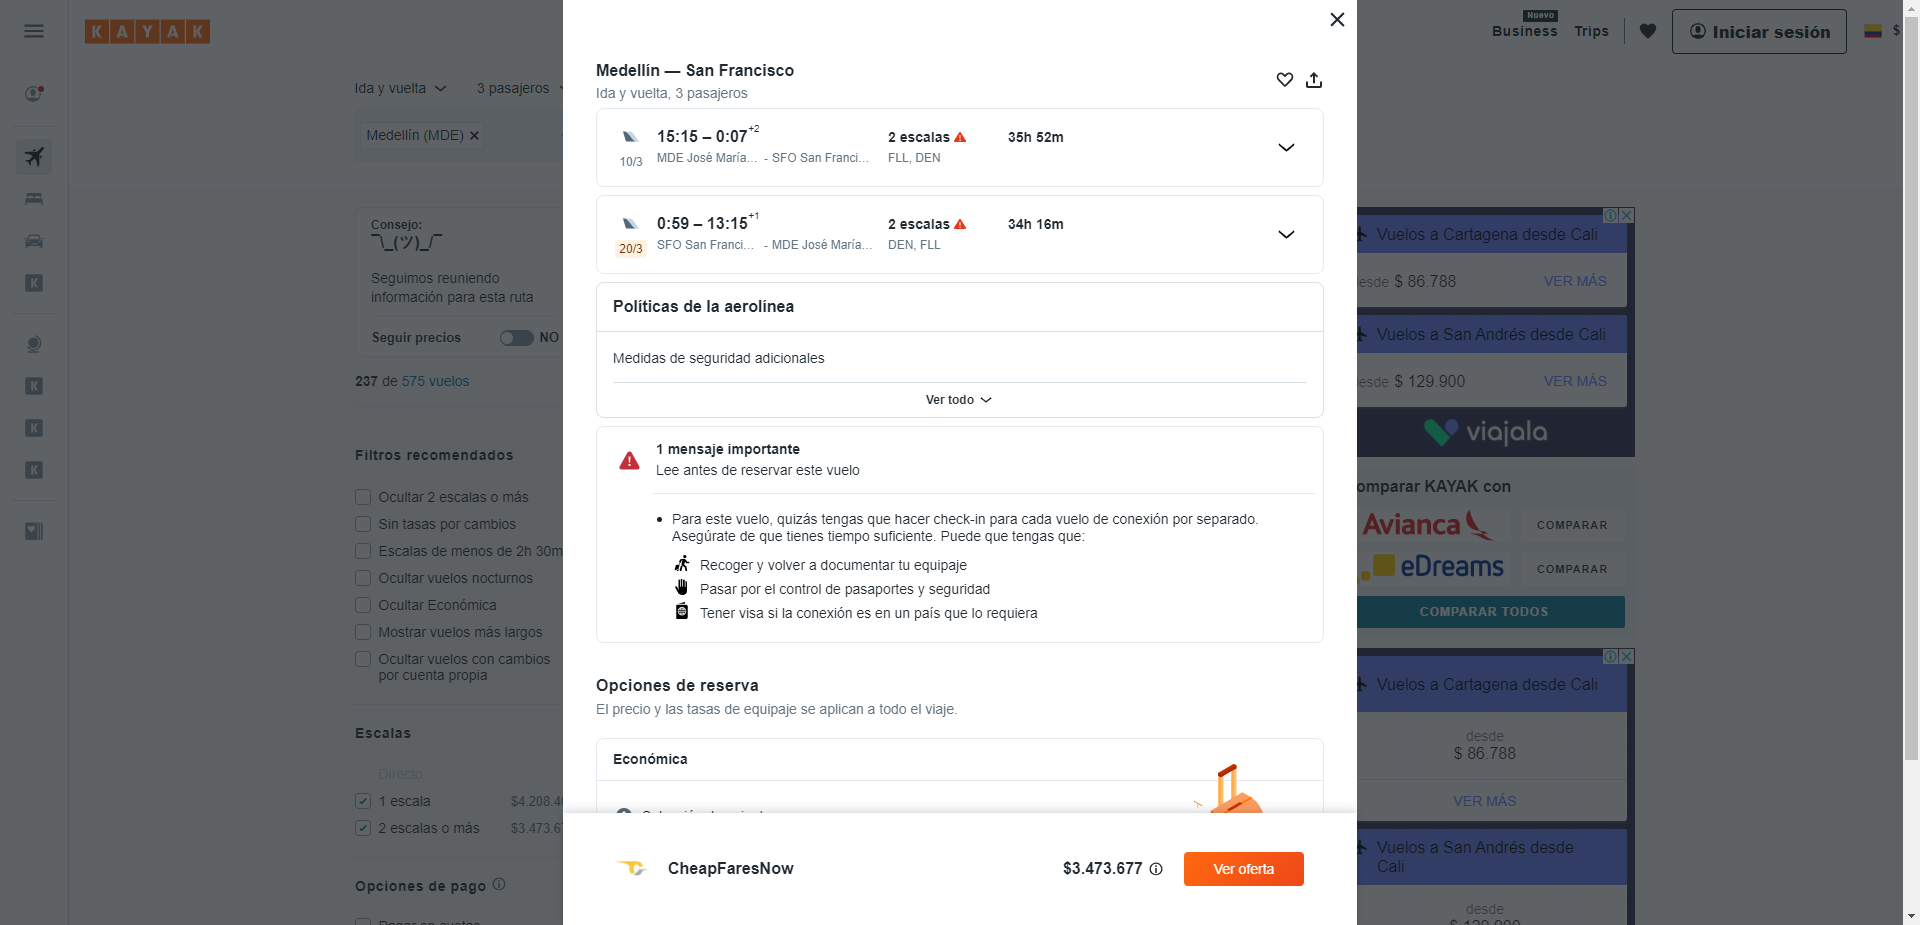 KAYAK
Nuevo
Business
Trips
Iniciar sesión
$
Ida y vuelta
3 pasajeros
Medellín (MDE)
Consejo:
¯\_(ツ)_/¯
Seguimos reuniendo
información para esta ruta
Seguir precios
NO
237 de 575 vuelos
Filtros recomendados
Ocultar 2 escalas o más
Sin tasas por cambios
Escalas de menos de 2h 30m
Ocultar vuelos nocturnos
Ocultar Económica
Mostrar vuelos más largos
Ocultar vuelos con cambios
por cuenta propia
Escalas
Directo
1 escala
2 escalas o más
Opciones de pago
Medellín — San Francisco
Ida y vuelta, 3 pasajeros
15:15 – 0:07+2
2 escalas
35h 52m
10/3
MDE José María... - SFO San Franci...
FLL, DEN
0:59 – 13:15+1
2 escalas
34h 16m
20/3
SFO San Franci... - MDE José María...
DEN, FLL
Políticas de la aerolínea
Medidas de seguridad adicionales
Ver todo
1 mensaje importante
Lee antes de reservar este vuelo
• Para este vuelo, quizás tengas que hacer check-in para cada vuelo de conexión por separado.
Asegúrate de que tienes tiempo suficiente. Puede que tengas que:
Recoger y volver a documentar tu equipaje
Pasar por el control de pasaportes y seguridad
Tener visa si la conexión es en un país que lo requiera
Opciones de reserva
El precio y las tasas de equipaje se aplican a todo el viaje.
Económica
CheapFaresNow
$3.473.677
Ver oferta
Vuelos a Cartagena desde Cali
$ 86.788
VER MÁS
Vuelos a San Andrés desde Cali
$ 129.900
VER MÁS
viajala
KAYAK con
Avianca
COMPARAR
eDreams
COMPARAR
COMPARAR TODOS
Vuelos a Cartagena desde Cali
desde
$ 86.788
VER MÁS
Vuelos a San Andrés desde
Cali
desde